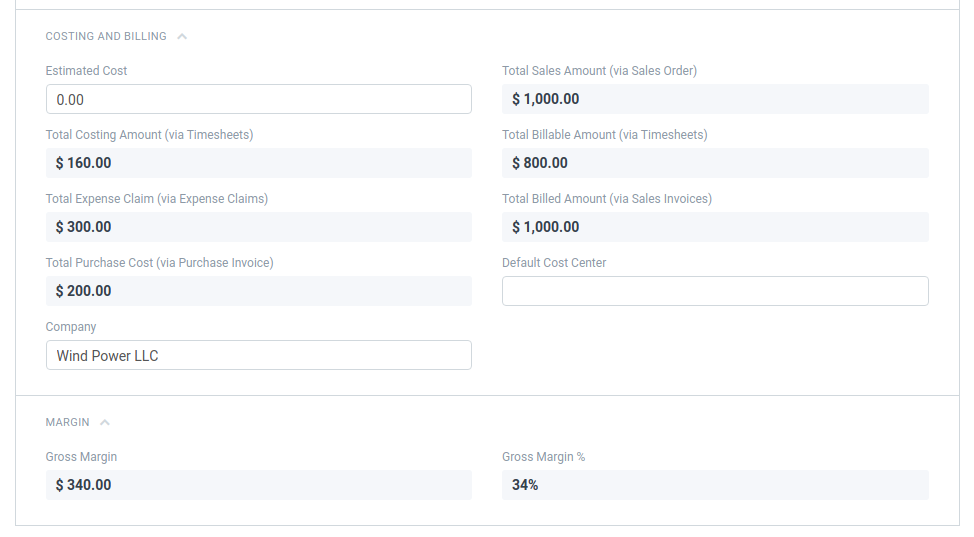 COSTING AND BILLING
Estimated Cost
0.00
Total Sales Amount (via Sales Order)
$ 1,000.00
Total Costing Amount (via Timesheets)
$ 160.00
Total Billable Amount (via Timesheets)
$ 800.00
Total Expense Claim (via Expense Claims)
$ 300.00
Total Billed Amount (via Sales Invoices)
$ 1,000.00
Total Purchase Cost (via Purchase Invoice)
$ 200.00
Default Cost Center
Company
Wind Power LLC
MARGIN
Gross Margin
$ 340.00
Gross Margin %
34%